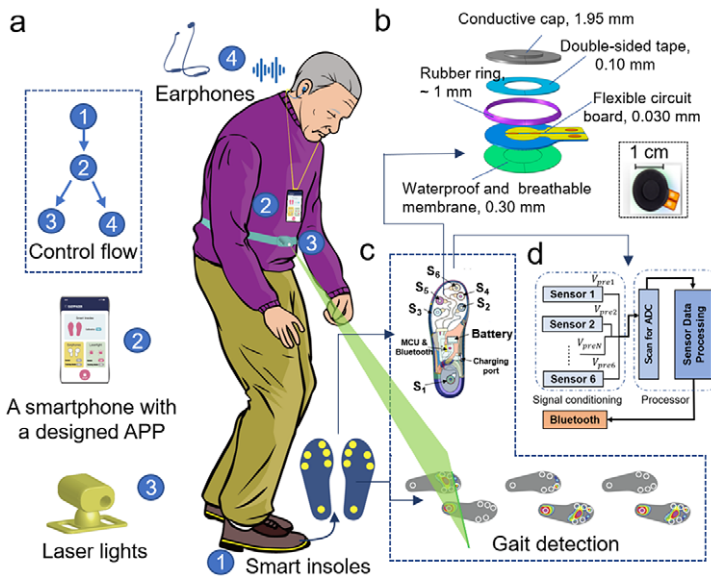 a
4
Earphones
1
2
3
4
Control flow
2
3
2
A smartphone with
a designed APP
3
Laser lights
1
Smart insoles
b
Conductive cap, 1.95 mm
Double-sided tape,
0.10 mm
Rubber ring,
~ 1 mm
Flexible circuit
board, 0.030 mm
1 cm
Waterproof and breathable
membrane, 0.30 mm
c
S6
S5
S4
S3
S2
Battery
MCU &
Bluetooth
Charging
port
S1
Gait detection
d
Vpre1
Sensor 1
Vpre2
Sensor 2
VpreN
Vpre6
Sensor 6
Scan for ADC
Sensor Data
Processing
Signal conditioning
Processor
Bluetooth